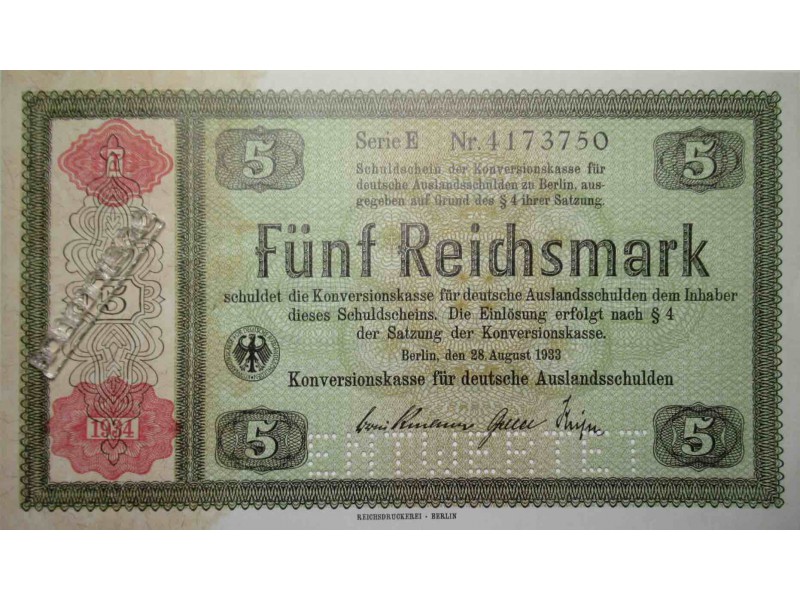 5
Serie E Nr. 4173750
5
Schuldschein der Konversionskasse für
deutsche Auslandsschulden zu Berlin, aus-
gegeben auf Grund des § 4 ihrer Satzung.
Fünf Reichsmark
schuldet die Konversionskasse für deutsche Auslandsschulden dem Inhaber
dieses Schuldscheins. Die Einlösung erfolgt nach § 4
der Satzung der Konversionskasse.
Berlin, den 28. August 1933
Konversionskasse für deutsche Auslandsschulden
5
1934
5
5
ENTWERTET
REICHSDRUCKEREI - BERLIN